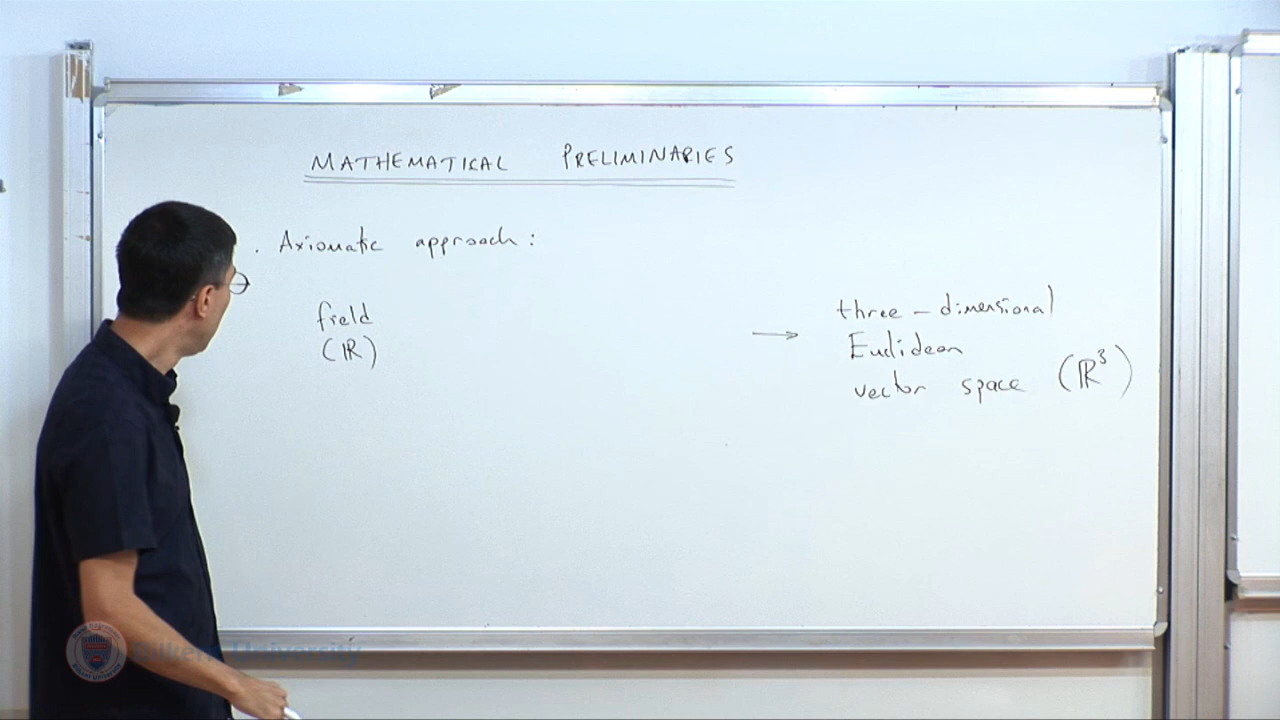 MATHEMATICAL PRELIMINARIES
. Axiomatic approach :
field
(ℝ)
→ three-dimensional
Euclidean
vector space (ℝ³)
Bilkent University